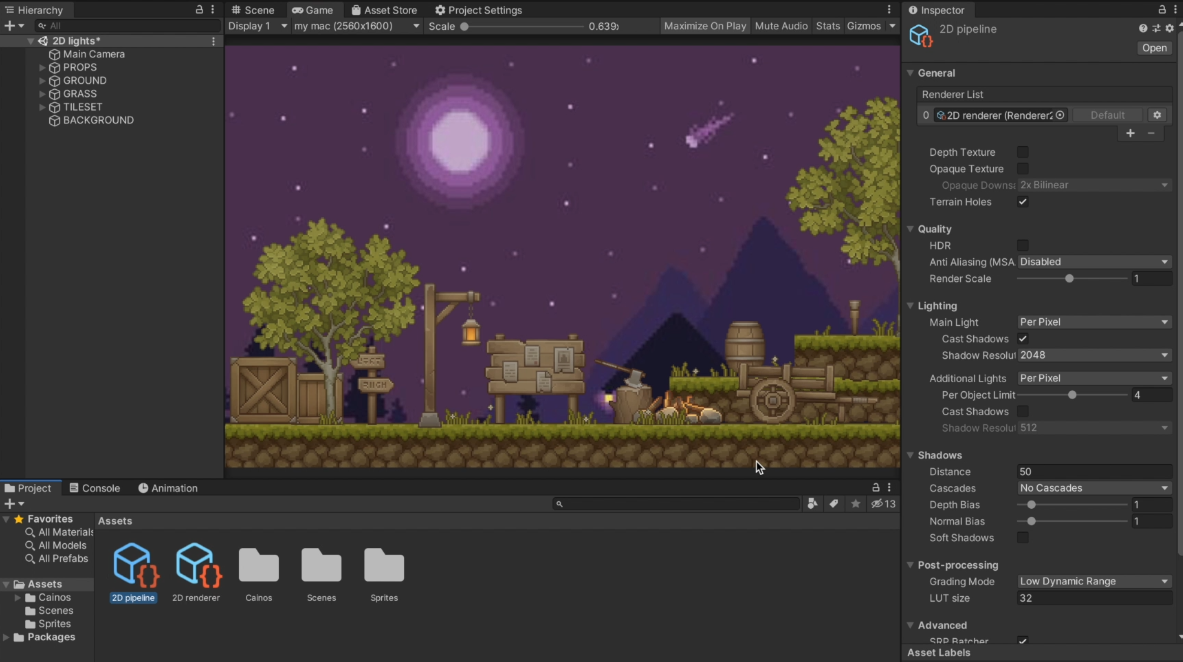 Hierarchy
All
2D lights*
Main Camera
PROPS
GROUND
GRASS
TILESET
BACKGROUND
Scene Game Asset Store Project Settings
Display 1 my mac (2560x1600) Scale 0.639x Maximize On Play Mute Audio Stats Gizmos
Inspector
2D pipeline
Open
General
Renderer List
0 2D renderer (Renderer2 Default
Depth Texture
Opaque Texture
Opaque Downs 2x Bilinear
Terrain Holes
Quality
HDR
Anti Aliasing (MSA Disabled
Render Scale 1
Lighting
Main Light Per Pixel
Cast Shadows
Shadow Resolut 2048
Additional Lights Per Pixel
Per Object Limit 4
Cast Shadows
Shadow Resolut 512
Shadows
Distance 50
Cascades No Cascades
Depth Bias 1
Normal Bias 1
Soft Shadows
Post-processing
Grading Mode Low Dynamic Range
LUT size 32
Advanced
SRP Batcher
Asset Labels
Project Console Animation
13
Favorites
All Materials
All Models
All Prefabs
Assets
Cainos
Scenes
Sprites
Packages
Assets
2D pipeline 2D renderer Cainos Scenes Sprites